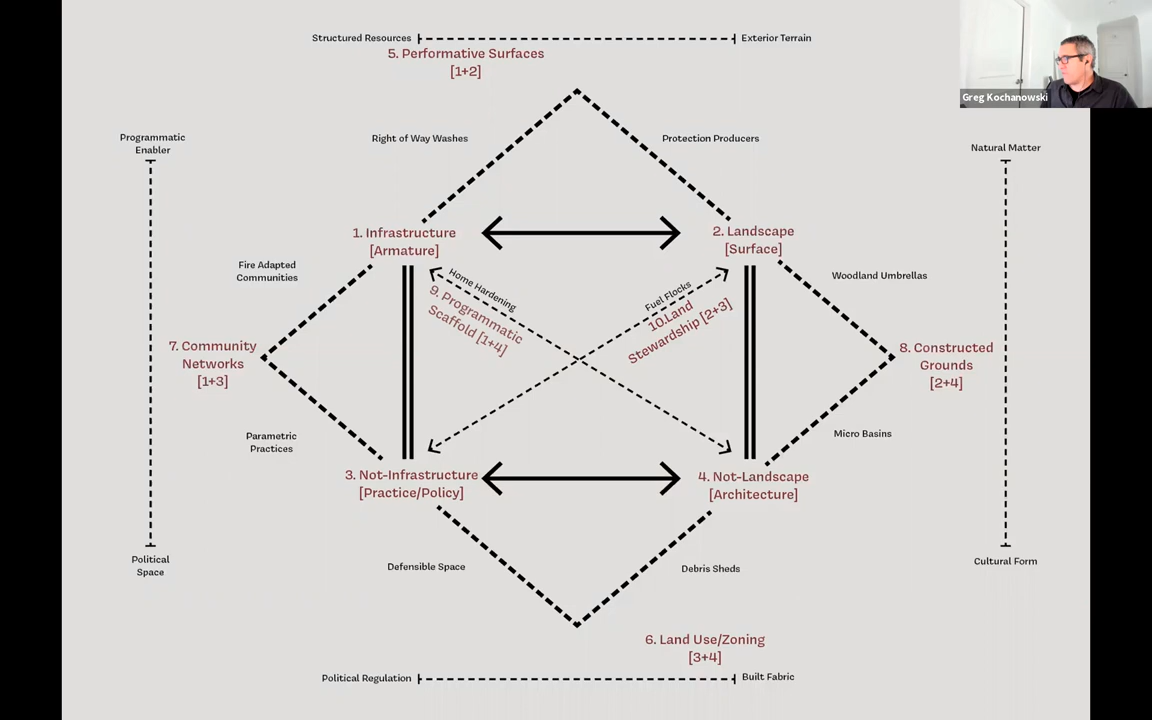 Structured Resources
Exterior Terrain
5. Performative Surfaces
[1+2]
Greg Kochanowski
Right of Way Washes
Protection Producers
Programmatic
Enabler
Natural Matter
1. Infrastructure
[Armature]
2. Landscape
[Surface]
Fire Adapted
Communities
Home Hardening
9. Programmatic
Scaffold [1+4]
Fuel Flocks
10.Land
Stewardship [2+3]
Woodland Umbrellas
7. Community
Networks
[1+3]
8. Constructed
Grounds
[2+4]
Parametric
Practices
Micro Basins
3. Not-Infrastructure
[Practice/Policy]
4. Not-Landscape
[Architecture]
Political
Space
Defensible Space
Debris Sheds
Cultural Form
6. Land Use/Zoning
[3+4]
Political Regulation
Built Fabric